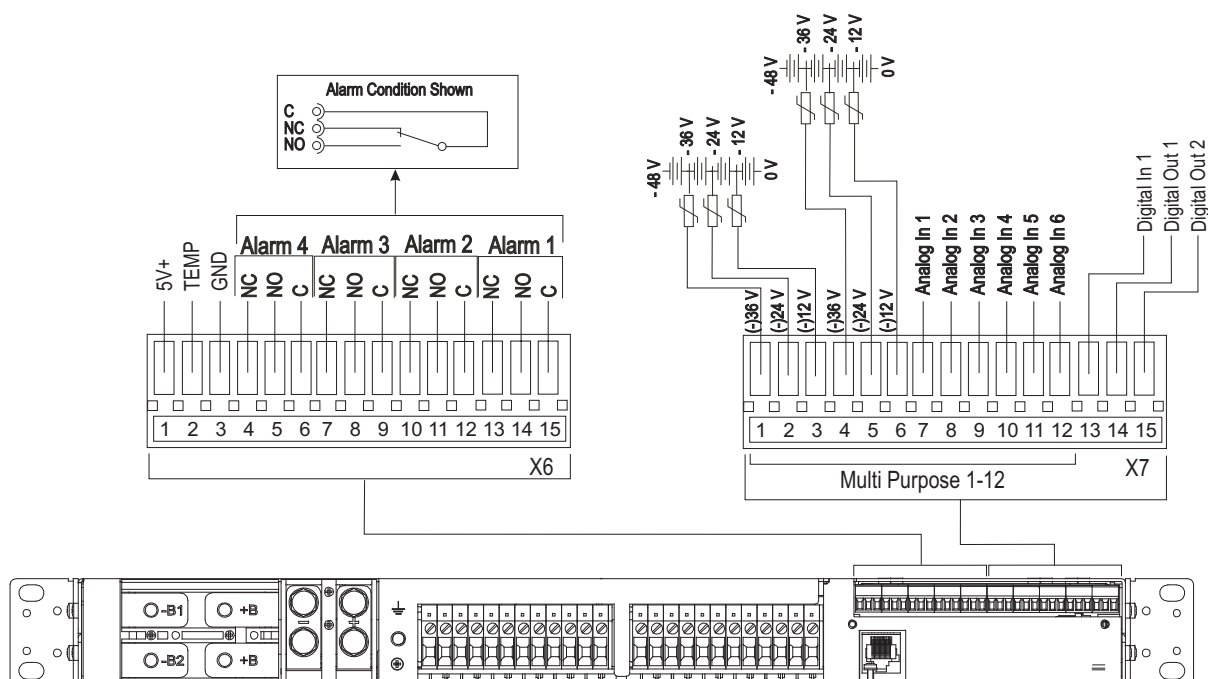 -36 V
-24 V
-12 V
-48 V
0 V
Alarm Condition Shown
C
NC
NO
-36 V
-24 V
-12 V
-48 V
0 V
Digital In 1
Digital Out 1
Digital Out 2
5V+
TEMP
GND
Alarm 4 Alarm 3 Alarm 2 Alarm 1
NC NO C NC NO C NC NO C NC NO C
(-)36 V
(-)24 V
(-)12 V
(-)36 V
(-)24 V
(-)12 V
Analog In 1
Analog In 2
Analog In 3
Analog In 4
Analog In 5
Analog In 6
1 2 3 4 5 6 7 8 9 10 11 12 13 14 15
X6
1 2 3 4 5 6 7 8 9 10 11 12 13 14 15
Multi Purpose 1-12
X7
-B1 +B
-B2 +B